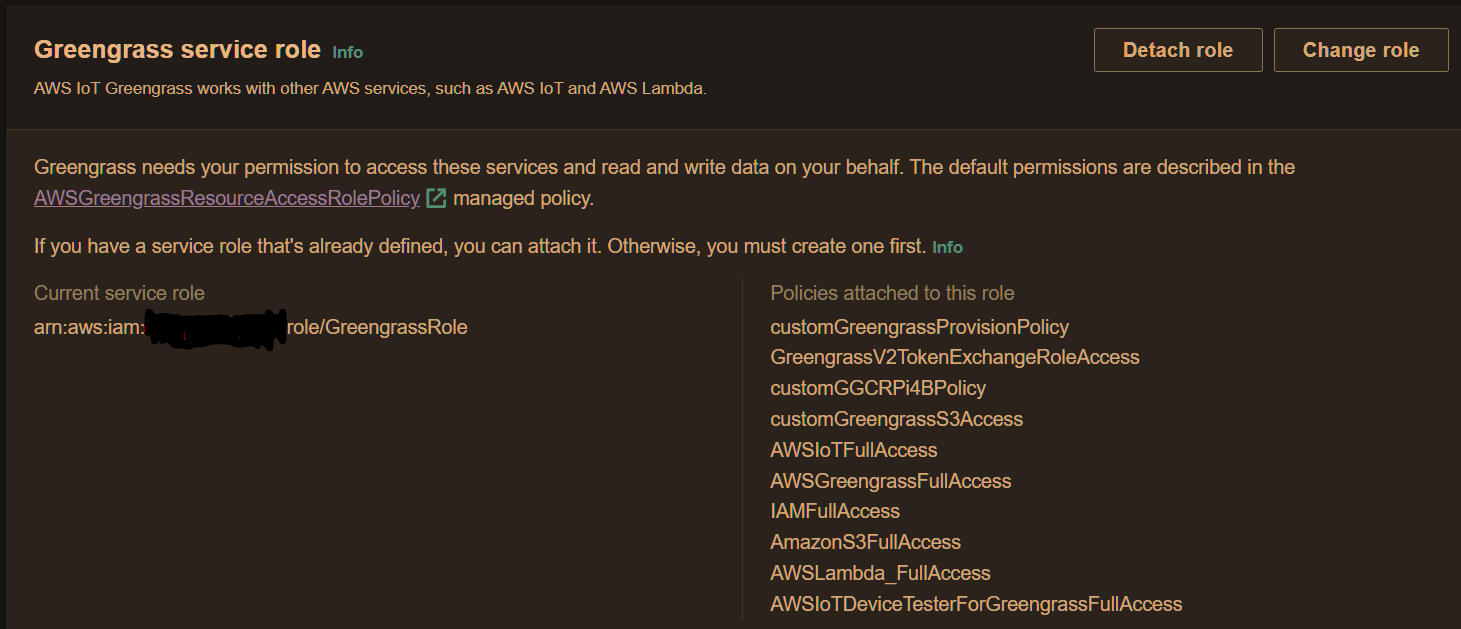 Greengrass service role Info
Detach role
Change role
AWS IoT Greengrass works with other AWS services, such as AWS IoT and AWS Lambda.
Greengrass needs your permission to access these services and read and write data on your behalf. The default permissions are described in the
AWSGreengrassResourceAccessRolePolicy managed policy.
If you have a service role that's already defined, you can attach it. Otherwise, you must create one first. Info
Current service role
arn:aws:iam: role/GreengrassRole
Policies attached to this role
customGreengrassProvisionPolicy
GreengrassV2TokenExchangeRoleAccess
customGGCRPi4BPolicy
customGreengrassS3Access
AWSIoTFullAccess
AWSGreengrassFullAccess
IAMFullAccess
AmazonS3FullAccess
AWSLambda_FullAccess
AWSIoTDeviceTesterForGreengrassFullAccess